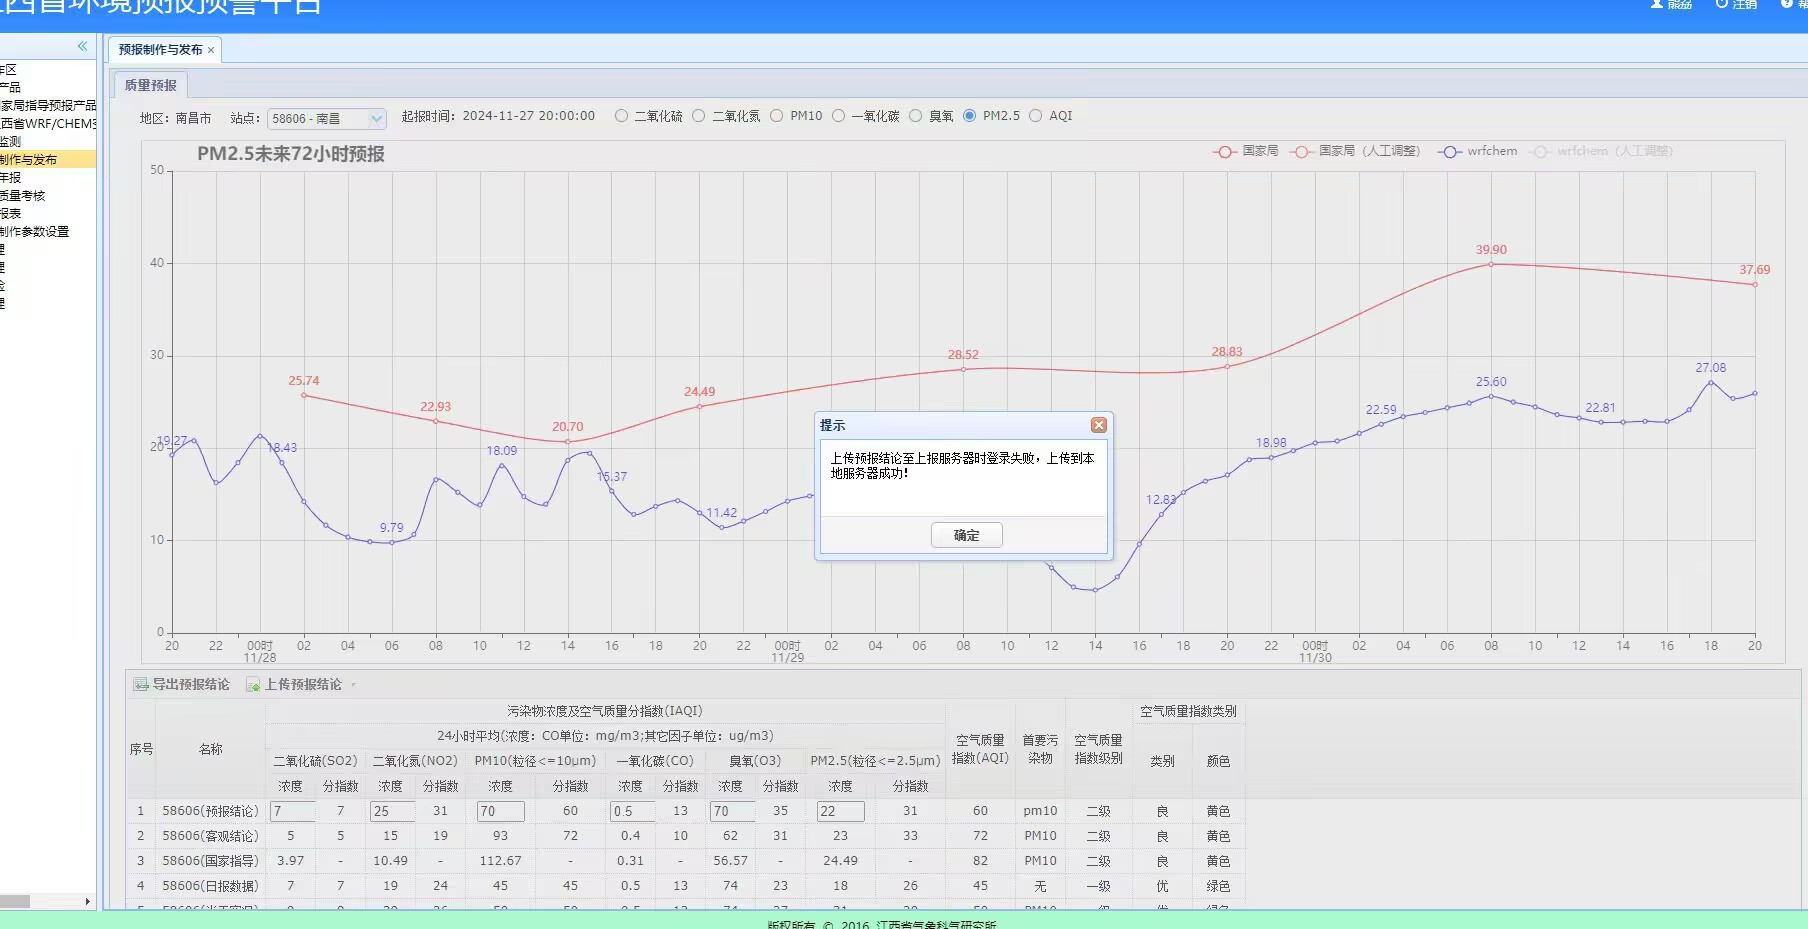 江西省环境预报预警平台
熊磊 注销 帮
预报制作与发布 ×
作区
产品
家局指导预报产品
西省WRF/CHEM3
监测
制作与发布
年报
质量考核
报表
制作参数设置
理
理
检
理
质量预报
地区: 南昌市 站点: 58606 - 南昌 起报时间: 2024-11-27 20:00:00 二氧化硫 二氧化氮 PM10 一氧化碳 臭氧 PM2.5 AQI
PM2.5未来72小时预报
国家局 国家局（人工调整） wrfchem wrfchem（人工调整）
50
40
30
20
10
0
39.90
37.69
28.52
28.83
25.74
22.93
24.49
20.70
27.08
25.60
22.59
22.81
19.27
18.43
18.09
18.98
15.37
12.83
11.42
9.79
提示
上传预报结论至上报服务器时登录失败，上传到本
地服务器成功!
确定
20 22 00时 02 04 06 08 10 12 14 16 18 20 22 00时 02 04 06 08 10 12 14 16 18 20 22 00时 02 04 06 08 10 12 14 16 18 20
11/28 11/29 11/30
导出预报结论 上传预报结论
序号 名称 污染物浓度及空气质量分指数(IAQI) 空气质量指数(AQI) 首要污染物 空气质量指数级别 空气质量指数类别
24小时平均(浓度: CO单位: mg/m3;其它因子单位: ug/m3)
二氧化硫(SO2) 二氧化氮(NO2) PM10(粒径<=10μm) 一氧化碳(CO) 臭氧(O3) PM2.5(粒径<=2.5μm) 类别 颜色
浓度 分指数 浓度 分指数 浓度 分指数 浓度 分指数 浓度 分指数 浓度 分指数
1 58606(预报结论) 7 7 25 31 70 60 0.5 13 70 35 22 31 60 pm10 二级 良 黄色
2 58606(客观结论) 5 5 15 19 93 72 0.4 10 62 31 23 33 72 PM10 二级 良 黄色
3 58606(国家指导) 3.97 - 10.49 - 112.67 - 0.31 - 56.57 - 24.49 - 82 PM10 二级 良 黄色
4 58606(日报数据) 7 7 19 24 45 45 0.5 13 74 23 18 26 45 无 一级 优 绿色
版权所有 © 2016 江西省气象科气研究所